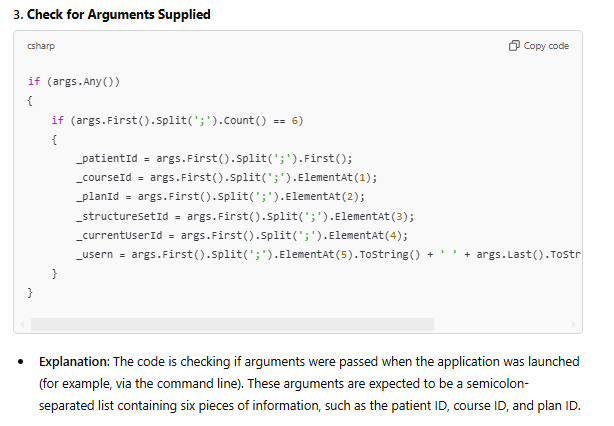 3. Check for Arguments Supplied
csharp
Copy code
if (args.Any())
{
if (args.First().Split(';').Count() == 6)
{
_patientId = args.First().Split(';').First();
_courseId = args.First().Split(';').ElementAt(1);
_planId = args.First().Split(';').ElementAt(2);
_structureSetId = args.First().Split(';').ElementAt(3);
_currentUserId = args.First().Split(';').ElementAt(4);
_usern = args.First().Split(';').ElementAt(5).ToString() + ' ' + args.Last().ToStr
}
}
• Explanation: The code is checking if arguments were passed when the application was launched
(for example, via the command line). These arguments are expected to be a semicolon-
separated list containing six pieces of information, such as the patient ID, course ID, and plan ID.